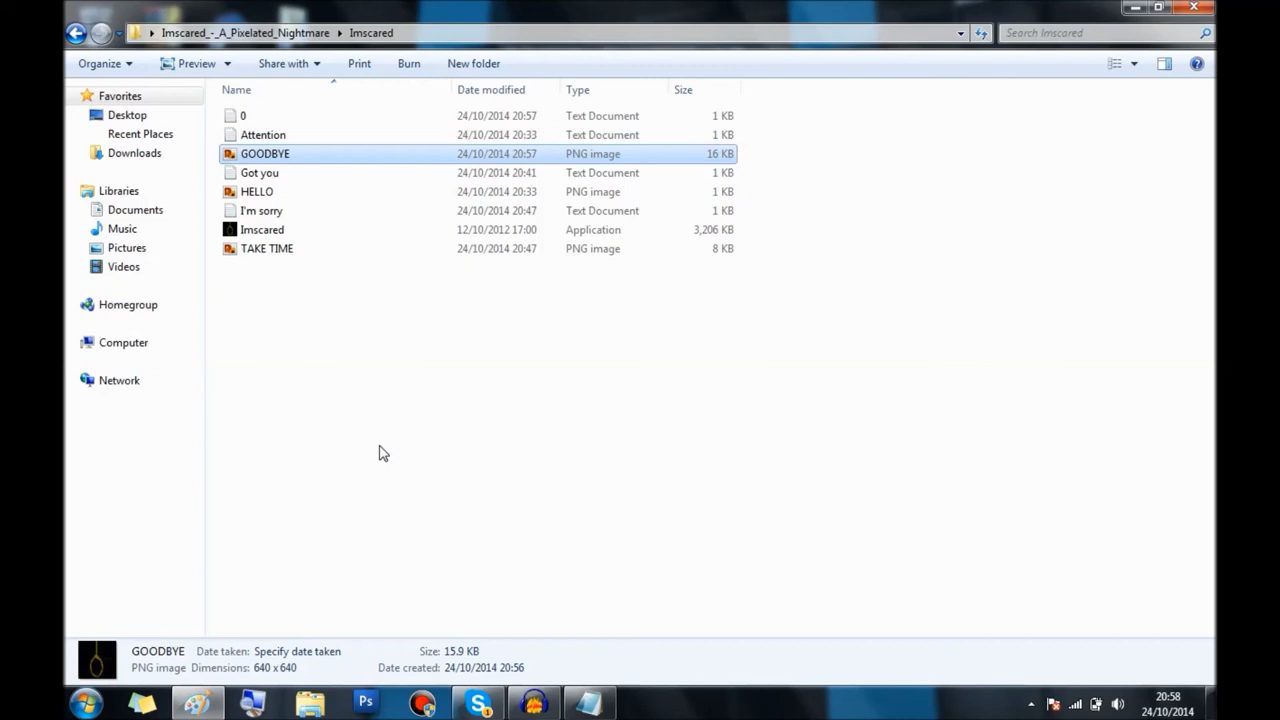 Imscared_-_A_Pixelated_Nightmare Imscared Search Imscared
Organize Preview Share with Print Burn New folder
Favorites
Desktop
Recent Places
Downloads
Libraries
Documents
Music
Pictures
Videos
Homegroup
Computer
Network
Name Date modified Type Size
0 24/10/2014 20:57 Text Document 1 KB
Attention 24/10/2014 20:33 Text Document 1 KB
GOODBYE 24/10/2014 20:57 PNG image 16 KB
Got you 24/10/2014 20:41 Text Document 1 KB
HELLO 24/10/2014 20:33 PNG image 1 KB
I'm sorry 24/10/2014 20:47 Text Document 1 KB
Imscared 12/10/2012 17:00 Application 3,206 KB
TAKE TIME 24/10/2014 20:47 PNG image 8 KB
GOODBYE Date taken: Specify date taken Size: 15.9 KB
PNG image Dimensions: 640 x 640 Date created: 24/10/2014 20:56
Ps
S
1
20:58
24/10/2014